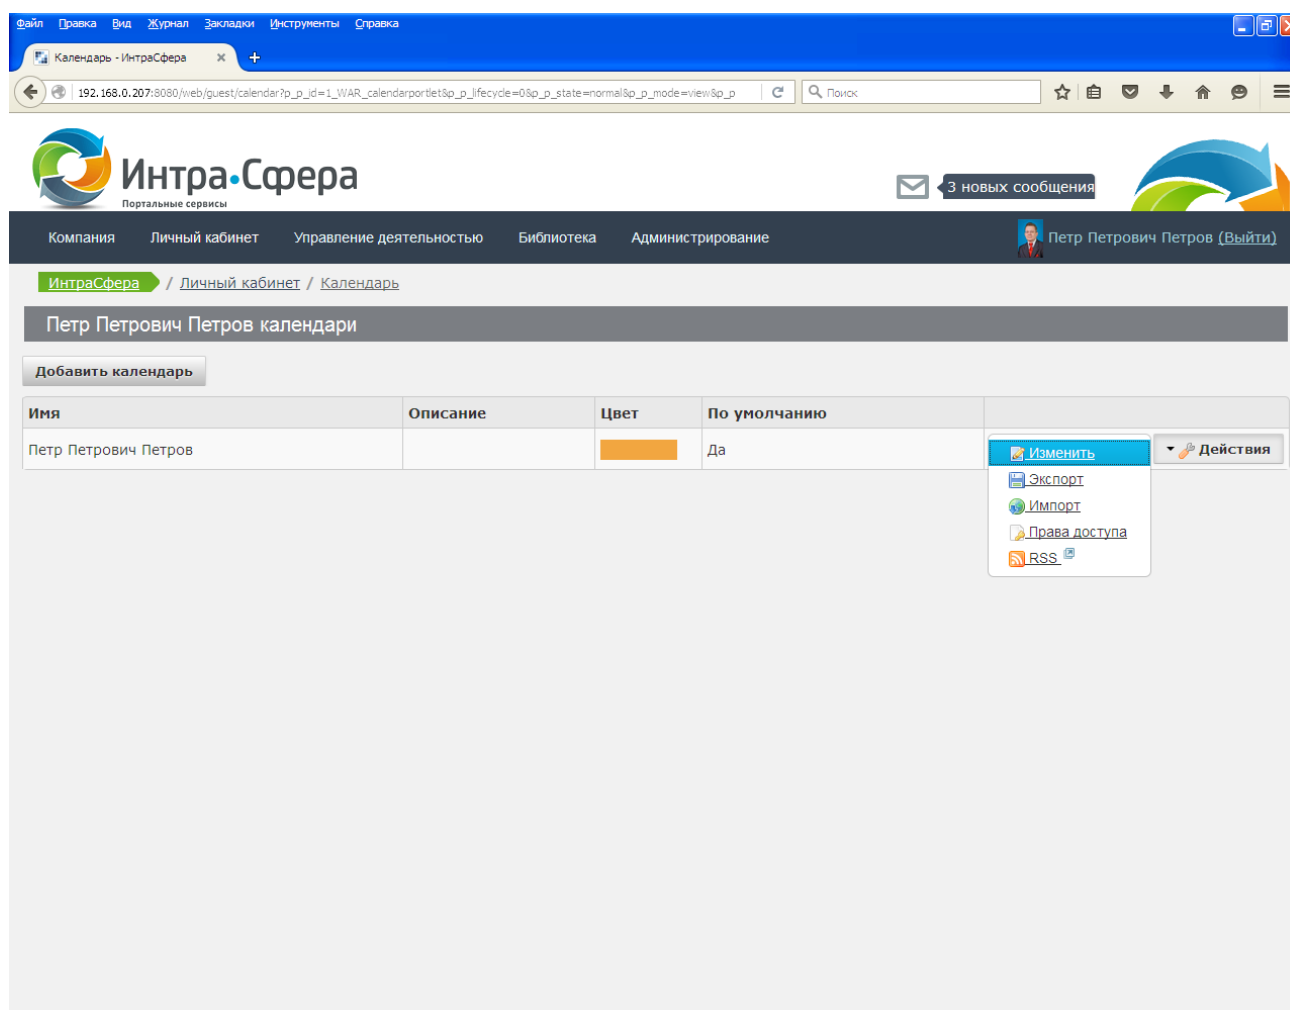 Файл Правка Вид Журнал Закладки Инструменты Справка
Календарь - ИнтраСфера
192.168.0.207:8080/web/guest/calendar?p_p_id=1_WAR_calendarportlet&p_p_lifecycle=0&p_p_state=normal&p_p_mode=view&p_p
Поиск
Интра•Сфера
Портальные сервисы
3 новых сообщения
Компания Личный кабинет Управление деятельностью Библиотека Администрирование
Петр Петрович Петров (Выйти)
ИнтраСфера / Личный кабинет / Календарь
Петр Петрович Петров календари
Добавить календарь
Имя Описание Цвет По умолчанию
Петр Петрович Петров Да
Действия
Изменить
Экспорт
Импорт
Права доступа
RSS